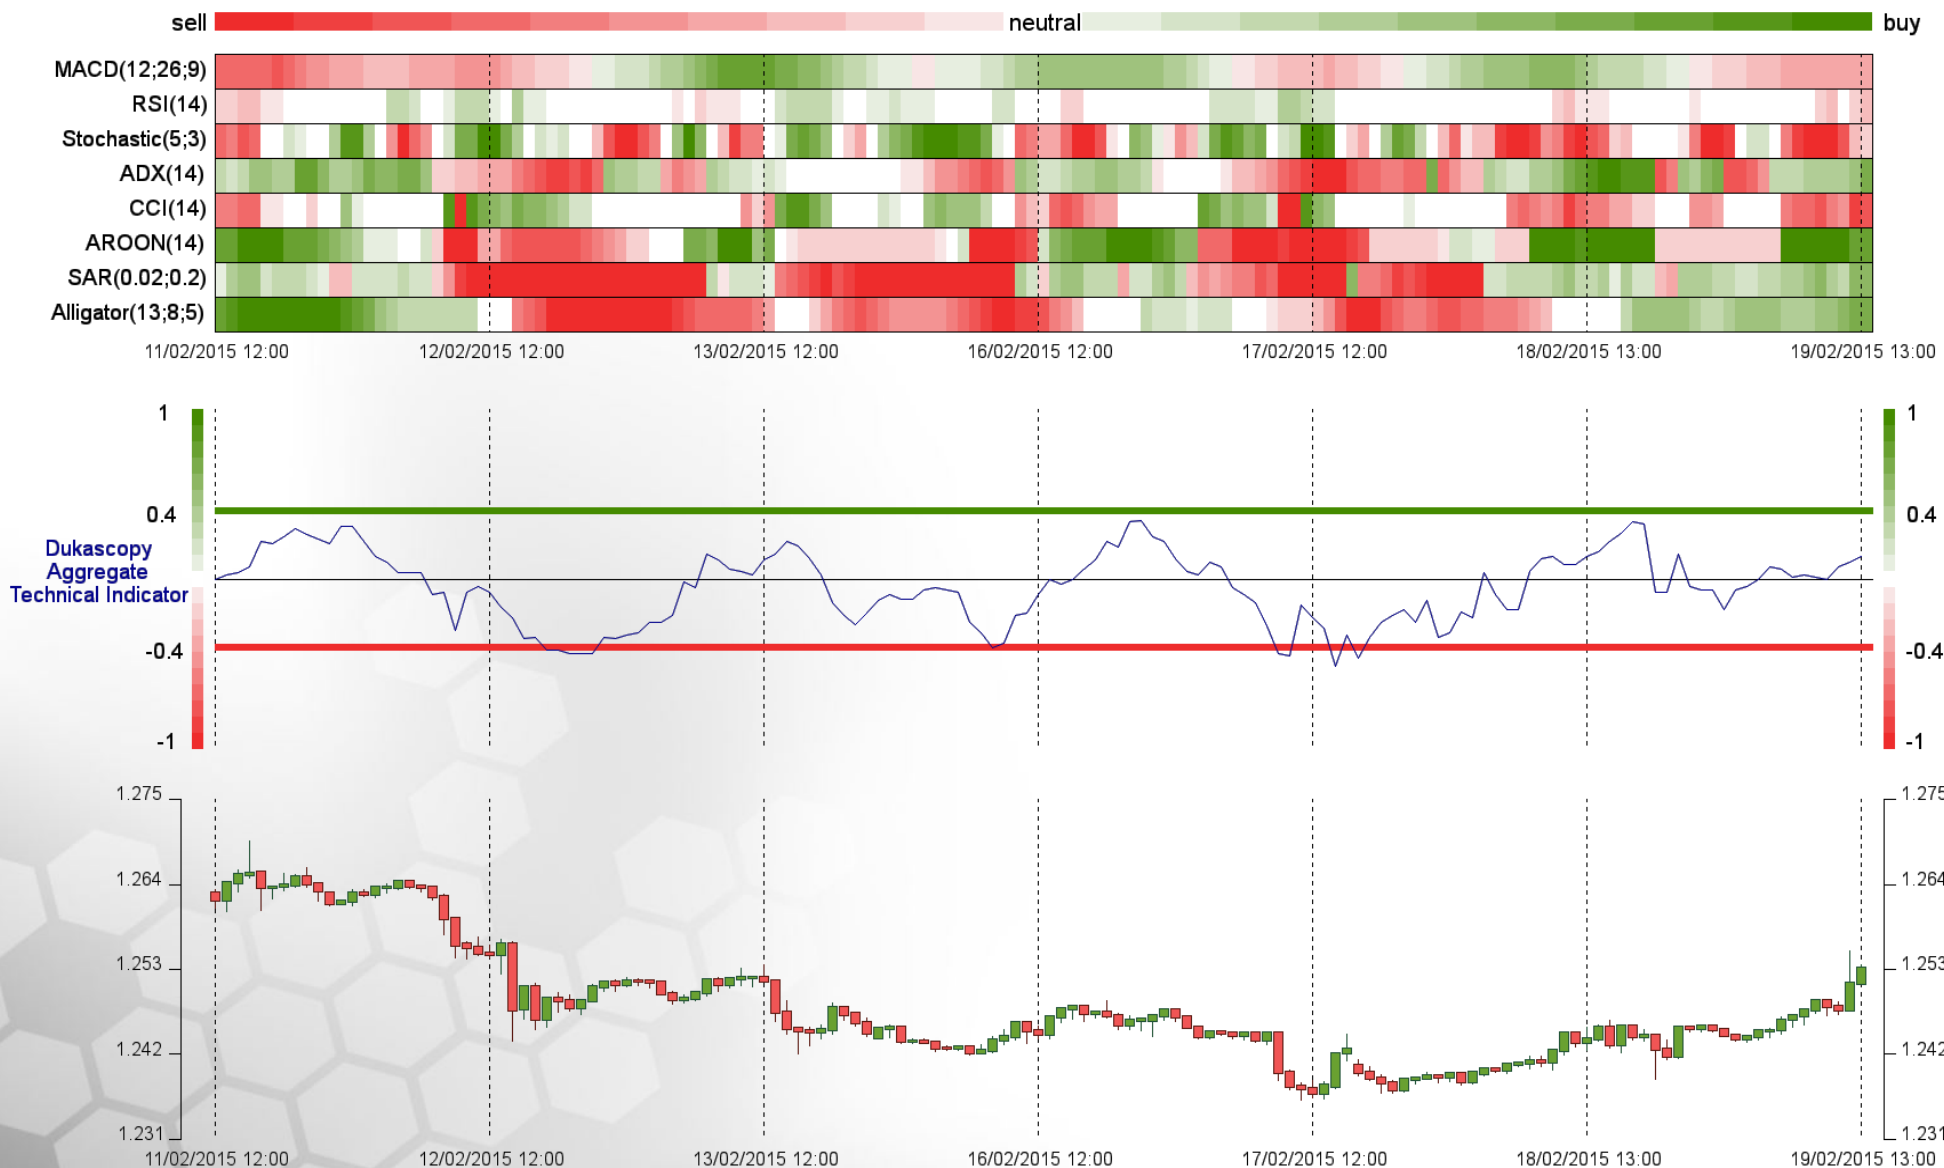 sell neutral buy
MACD(12;26;9)
RSI(14)
Stochastic(5;3)
ADX(14)
CCI(14)
AROON(14)
SAR(0.02;0.2)
Alligator(13;8;5)
11/02/2015 12:00 12/02/2015 12:00 13/02/2015 12:00 16/02/2015 12:00 17/02/2015 12:00 18/02/2015 13:00 19/02/2015 13:00
1 1
0.4 0.4
Dukascopy
Aggregate
Technical Indicator
-0.4 -0.4
-1 -1
1.275 1.275
1.264 1.264
1.253 1.253
1.242 1.242
1.231 1.231
11/02/2015 12:00 12/02/2015 12:00 13/02/2015 12:00 16/02/2015 12:00 17/02/2015 12:00 18/02/2015 13:00 19/02/2015 13:00